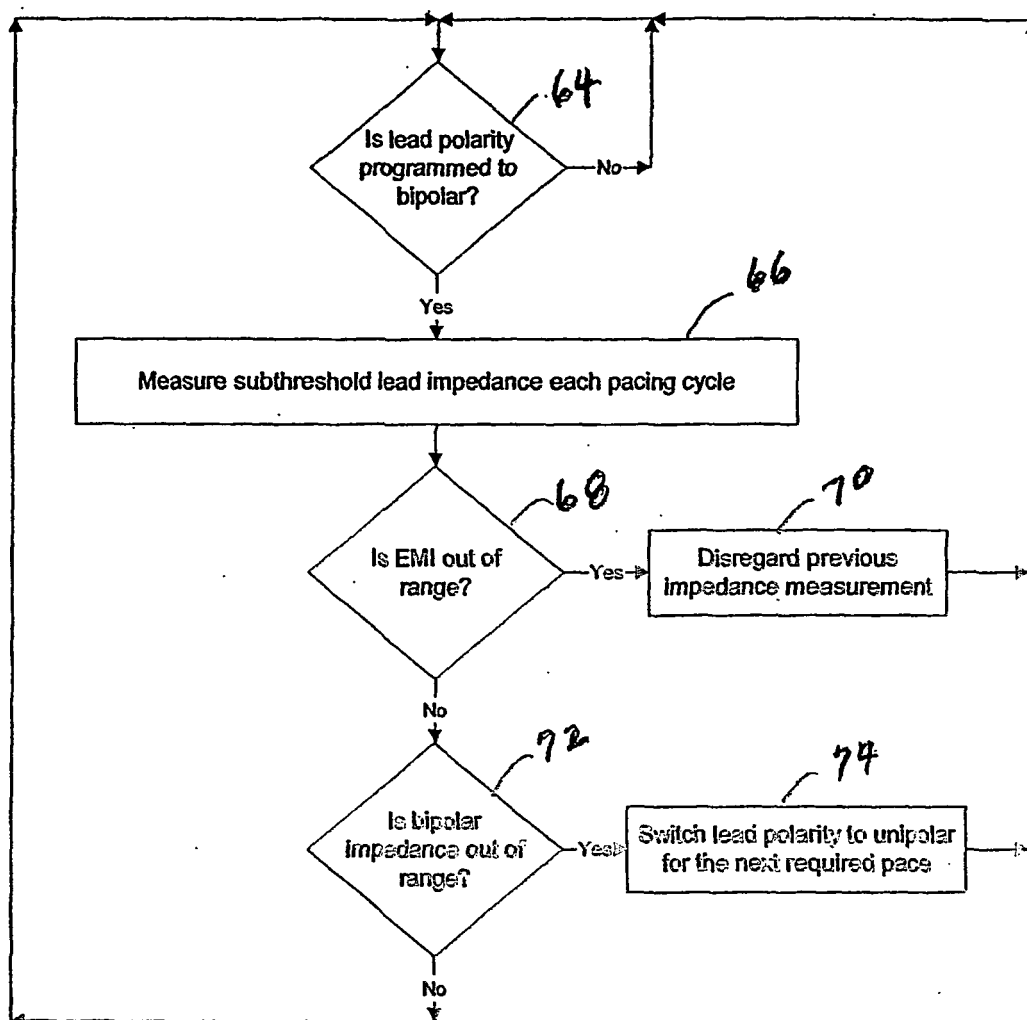 64
Is lead polarity
programmed to
bipolar?
No
Yes
66
Measure subthreshold lead impedance each pacing cycle
68
Is EMI out of
range?
Yes
70
Disregard previous
impedance measurement
No
72
Is bipolar
impedance out of
range?
Yes
74
Switch lead polarity to unipolar
for the next required pace
No